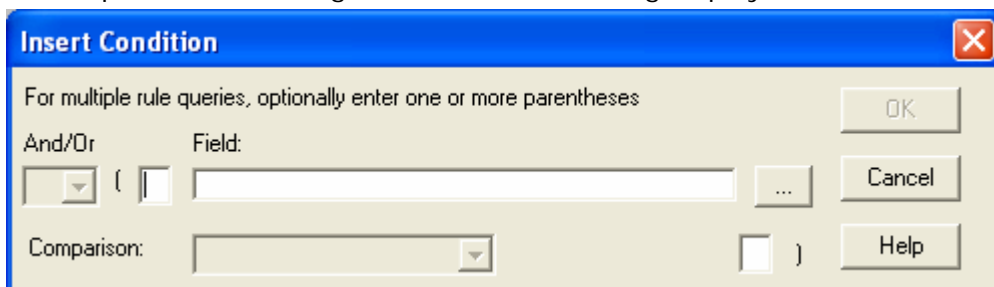 Insert Condition
For multiple rule queries, optionally enter one or more parentheses
OK
And/Or Field:
( ... Cancel
Comparison: ) Help